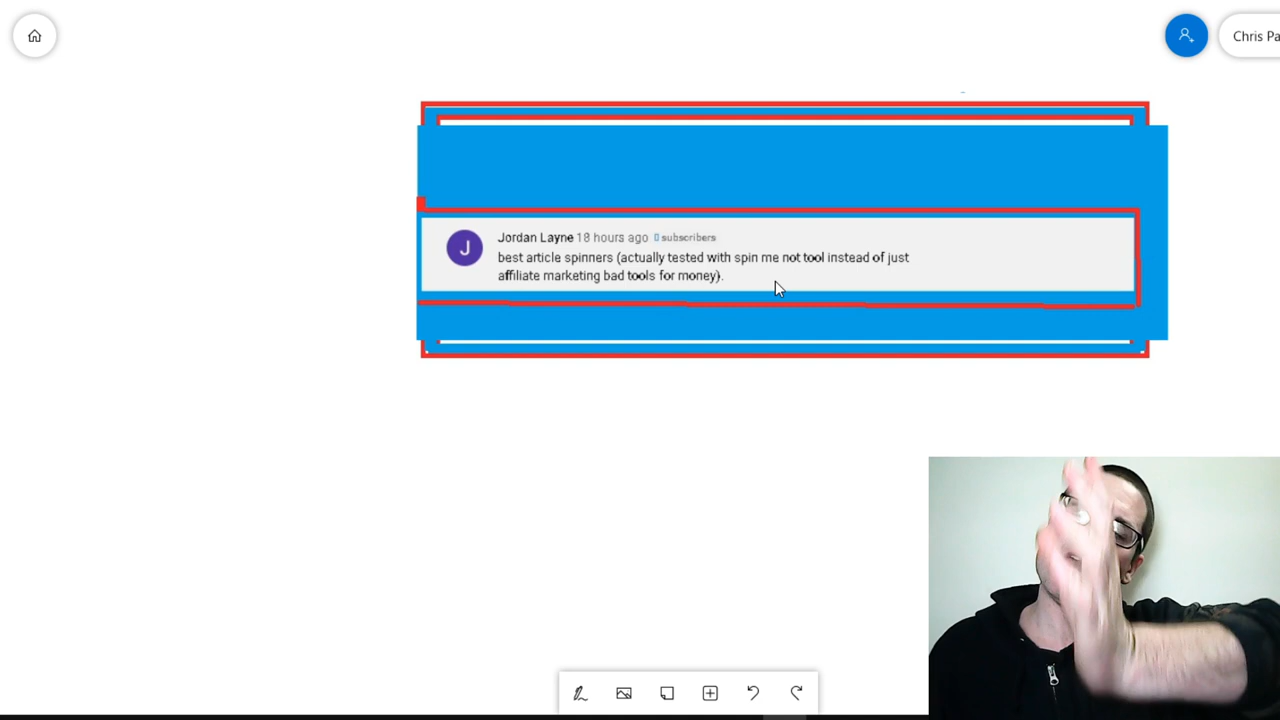 Chris Pa
J
Jordan Layne 18 hours ago 0 subscribers
best article spinners (actually tested with spin me not tool instead of just
affiliate marketing bad tools for money).